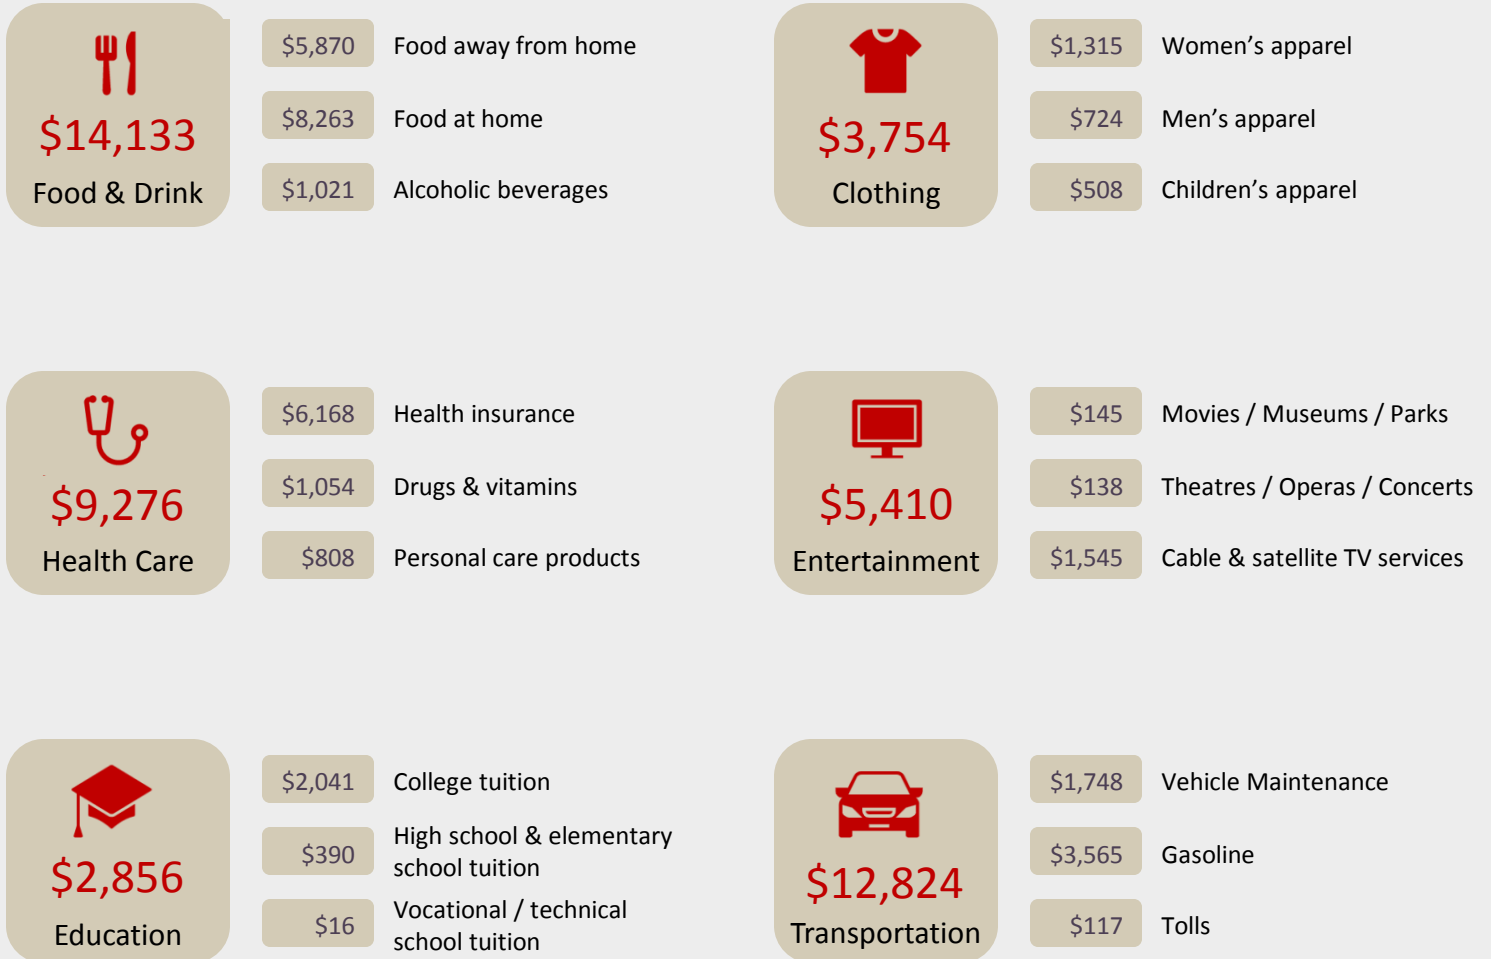 $14,133
Food & Drink
$5,870 Food away from home
$8,263 Food at home
$1,021 Alcoholic beverages
$3,754
Clothing
$1,315 Women’s apparel
$724 Men’s apparel
$508 Children’s apparel
$9,276
Health Care
$6,168 Health insurance
$1,054 Drugs & vitamins
$808 Personal care products
$5,410
Entertainment
$145 Movies / Museums / Parks
$138 Theatres / Operas / Concerts
$1,545 Cable & satellite TV services
$2,856
Education
$2,041 College tuition
$390 High school & elementary
school tuition
$16 Vocational / technical
school tuition
$12,824
Transportation
$1,748 Vehicle Maintenance
$3,565 Gasoline
$117 Tolls